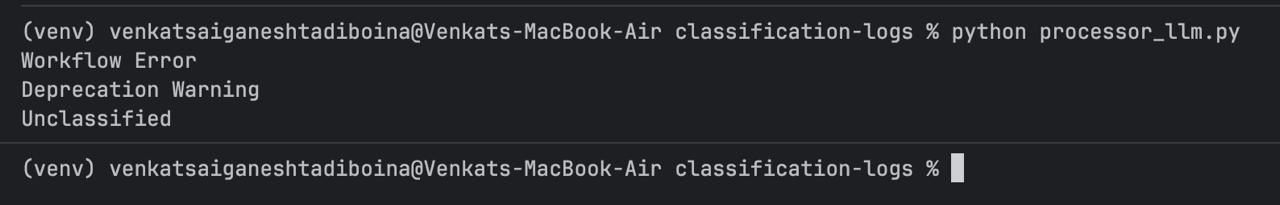 (venv) venkatsaiganeshtadiboina@Venkats-MacBook-Air classification-logs % python processor_llm.py
Workflow Error
Deprecation Warning
Unclassified
(venv) venkatsaiganeshtadiboina@Venkats-MacBook-Air classification-logs %